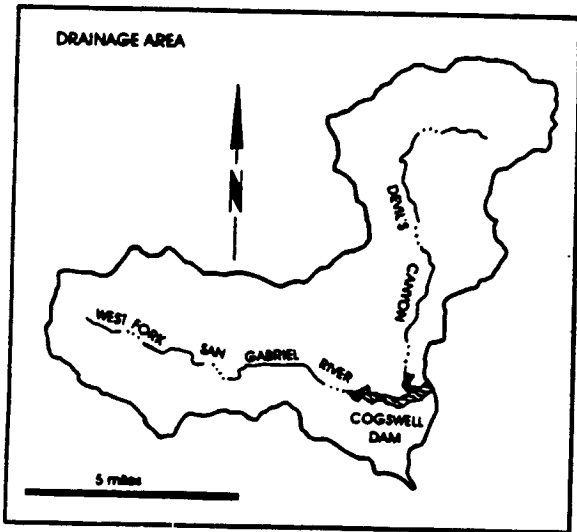 DRAINAGE AREA
N
DEVIL'S
CANYON
WEST FORK SAN GABRIEL RIVER
COGSWELL
DAM
5 miles